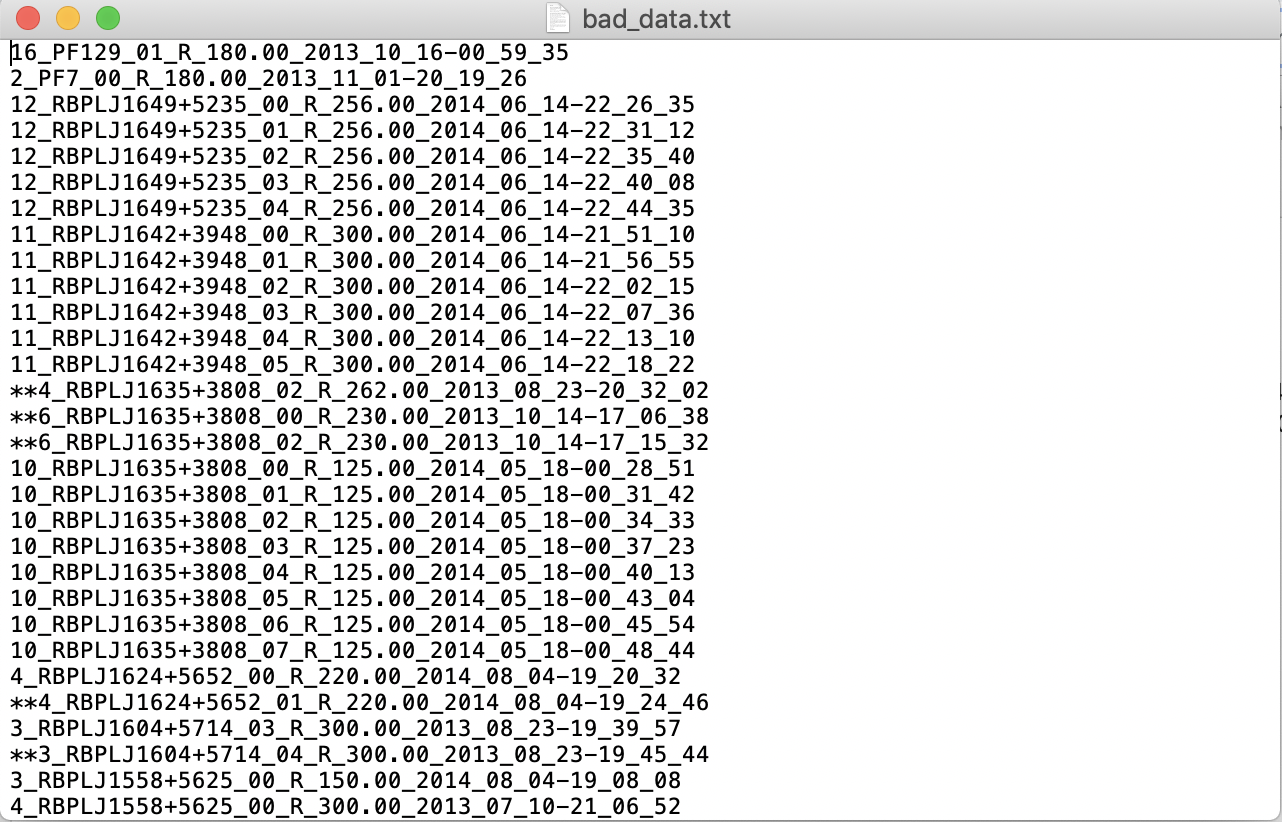 bad_data.txt
16_PF129_01_R_180.00_2013_10_16-00_59_35
2_PF7_00_R_180.00_2013_11_01-20_19_26
12_RBPLJ1649+5235_00_R_256.00_2014_06_14-22_26_35
12_RBPLJ1649+5235_01_R_256.00_2014_06_14-22_31_12
12_RBPLJ1649+5235_02_R_256.00_2014_06_14-22_35_40
12_RBPLJ1649+5235_03_R_256.00_2014_06_14-22_40_08
12_RBPLJ1649+5235_04_R_256.00_2014_06_14-22_44_35
11_RBPLJ1642+3948_00_R_300.00_2014_06_14-21_51_10
11_RBPLJ1642+3948_01_R_300.00_2014_06_14-21_56_55
11_RBPLJ1642+3948_02_R_300.00_2014_06_14-22_02_15
11_RBPLJ1642+3948_03_R_300.00_2014_06_14-22_07_36
11_RBPLJ1642+3948_04_R_300.00_2014_06_14-22_13_10
11_RBPLJ1642+3948_05_R_300.00_2014_06_14-22_18_22
**4_RBPLJ1635+3808_02_R_262.00_2013_08_23-20_32_02
**6_RBPLJ1635+3808_00_R_230.00_2013_10_14-17_06_38
**6_RBPLJ1635+3808_02_R_230.00_2013_10_14-17_15_32
10_RBPLJ1635+3808_00_R_125.00_2014_05_18-00_28_51
10_RBPLJ1635+3808_01_R_125.00_2014_05_18-00_31_42
10_RBPLJ1635+3808_02_R_125.00_2014_05_18-00_34_33
10_RBPLJ1635+3808_03_R_125.00_2014_05_18-00_37_23
10_RBPLJ1635+3808_04_R_125.00_2014_05_18-00_40_13
10_RBPLJ1635+3808_05_R_125.00_2014_05_18-00_43_04
10_RBPLJ1635+3808_06_R_125.00_2014_05_18-00_45_54
10_RBPLJ1635+3808_07_R_125.00_2014_05_18-00_48_44
4_RBPLJ1624+5652_00_R_220.00_2014_08_04-19_20_32
**4_RBPLJ1624+5652_01_R_220.00_2014_08_04-19_24_46
3_RBPLJ1604+5714_03_R_300.00_2013_08_23-19_39_57
**3_RBPLJ1604+5714_04_R_300.00_2013_08_23-19_45_44
3_RBPLJ1558+5625_00_R_150.00_2014_08_04-19_08_08
4_RBPLJ1558+5625_00_R_300.00_2013_07_10-21_06_52